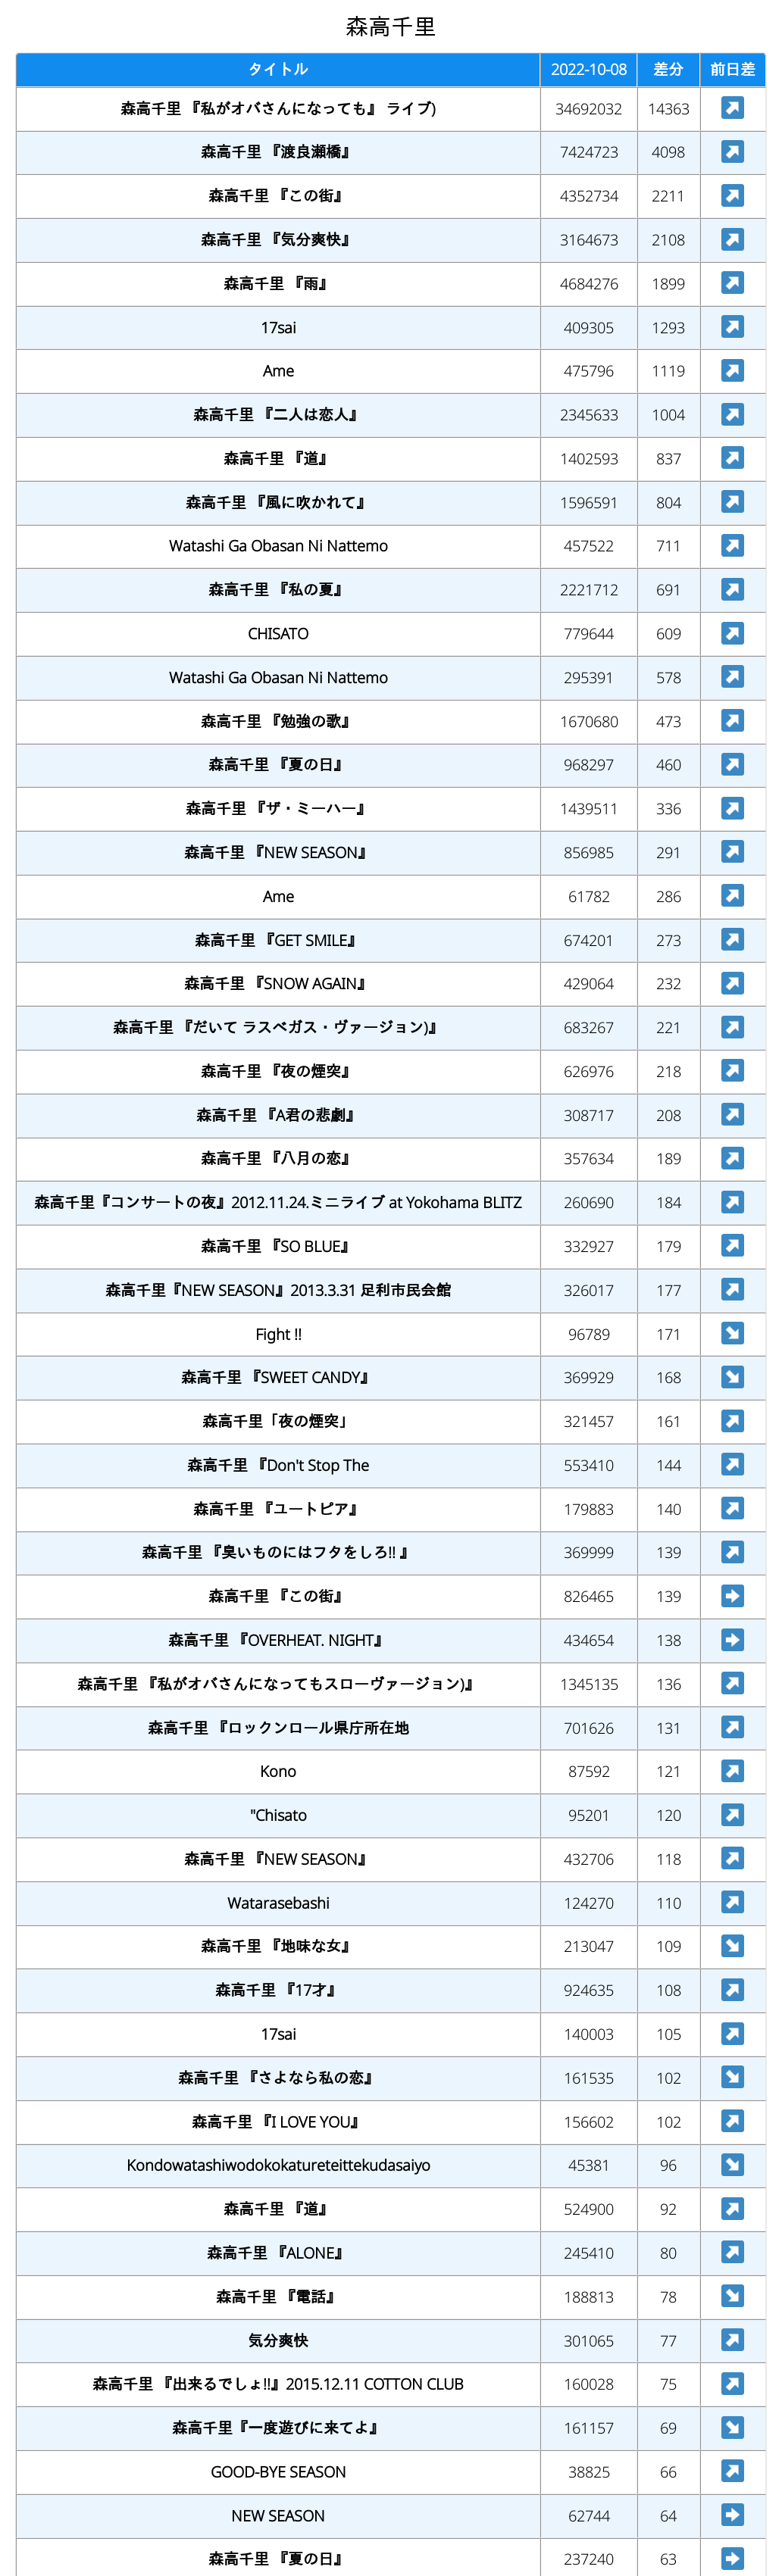 森高千里
タイトル 2022-10-08 差分 前日差
森高千里 『私がオバさんになっても』 ライブ) 34692032 14363
森高千里 『渡良瀬橋』 7424723 4098
森高千里 『この街』 4352734 2211
森高千里 『気分爽快』 3164673 2108
森高千里 『雨』 4684276 1899
17sai 409305 1293
Ame 475796 1119
森高千里 『二人は恋人』 2345633 1004
森高千里 『道』 1402593 837
森高千里 『風に吹かれて』 1596591 804
Watashi Ga Obasan Ni Nattemo 457522 711
森高千里 『私の夏』 2221712 691
CHISATO 779644 609
Watashi Ga Obasan Ni Nattemo 295391 578
森高千里 『勉強の歌』 1670680 473
森高千里 『夏の日』 968297 460
森高千里 『ザ・ミーハー』 1439511 336
森高千里 『NEW SEASON』 856985 291
Ame 61782 286
森高千里 『GET SMILE』 674201 273
森高千里 『SNOW AGAIN』 429064 232
森高千里 『だいて ラスベガス・ヴァージョン)』 683267 221
森高千里 『夜の煙突』 626976 218
森高千里 『A君の悲劇』 308717 208
森高千里 『八月の恋』 357634 189
森高千里『コンサートの夜』2012.11.24.ミニライブ at Yokohama BLITZ 260690 184
森高千里 『SO BLUE』 332927 179
森高千里『NEW SEASON』2013.3.31 足利市民会館 326017 177
Fight !! 96789 171
森高千里 『SWEET CANDY』 369929 168
森高千里「夜の煙突」 321457 161
森高千里 『Don't Stop The 553410 144
森高千里 『ユートピア』 179883 140
森高千里 『臭いものにはフタをしろ!! 』 369999 139
森高千里 『この街』 826465 139
森高千里 『OVERHEAT. NIGHT』 434654 138
森高千里 『私がオバさんになってもスローヴァージョン)』 1345135 136
森高千里 『ロックンロール県庁所在地 701626 131
Kono 87592 121
"Chisato 95201 120
森高千里 『NEW SEASON』 432706 118
Watarasebashi 124270 110
森高千里 『地味な女』 213047 109
森高千里 『17才』 924635 108
17sai 140003 105
森高千里 『さよなら私の恋』 161535 102
森高千里 『I LOVE YOU』 156602 102
Kondowatashiwodokokatureteittekudasaiyo 45381 96
森高千里 『道』 524900 92
森高千里 『ALONE』 245410 80
森高千里 『電話』 188813 78
気分爽快 301065 77
森高千里 『出来るでしょ!!』2015.12.11 COTTON CLUB 160028 75
森高千里『一度遊びに来てよ』 161157 69
GOOD-BYE SEASON 38825 66
NEW SEASON 62744 64
森高千里 『夏の日』 237240 63